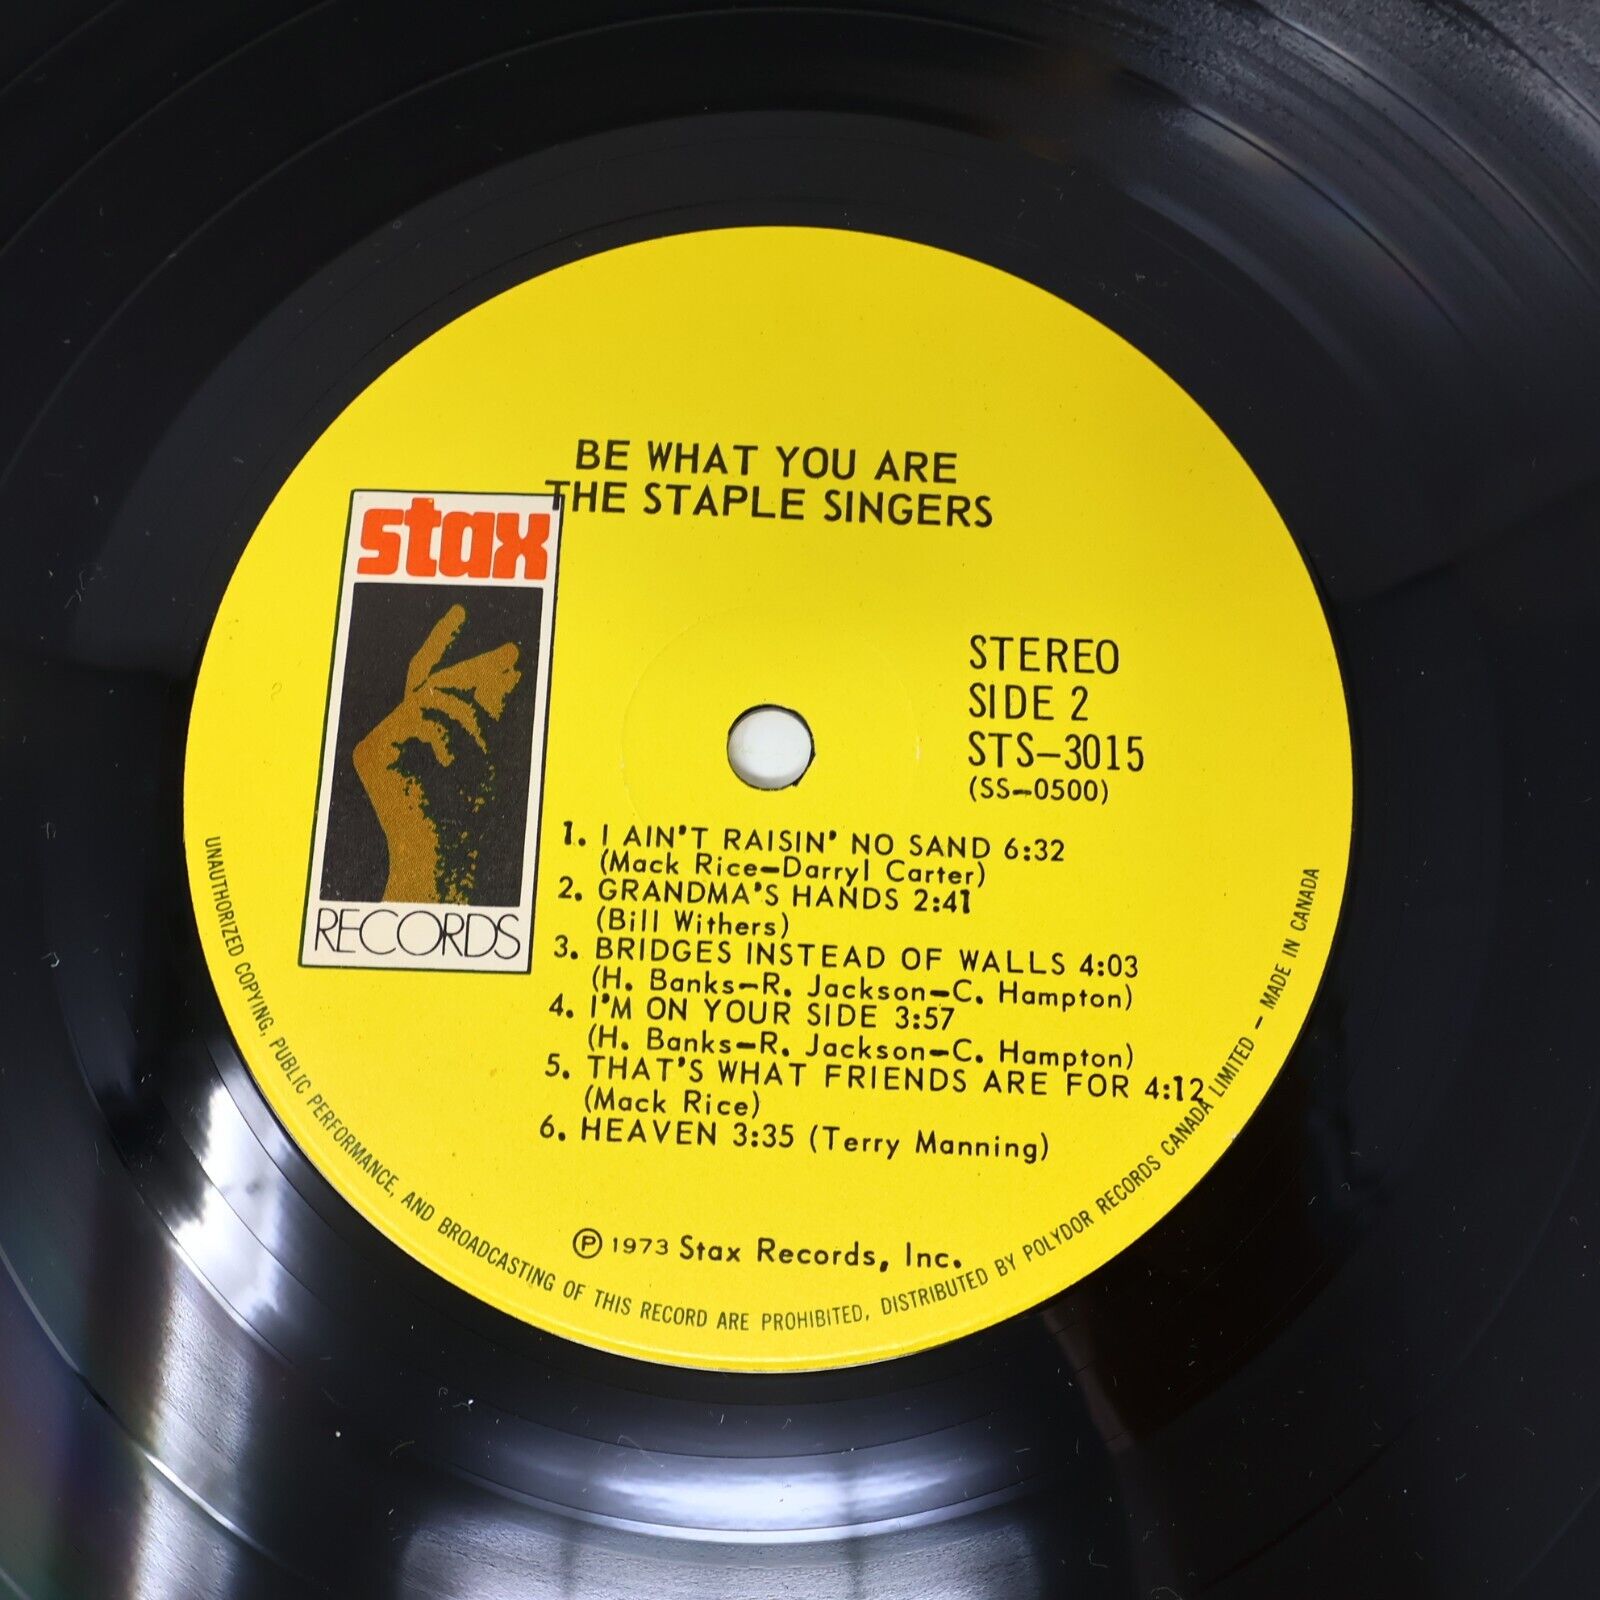 BE WHAT YOU ARE
THE STAPLE SINGERS
stax
RECORDS
STEREO
SIDE 2
STS-3015
(SS-0500)
1. I AIN'T RAISIN' NO SAND 6:32
(Mack Rice-Darryl Carter)
2. GRANDMA'S HANDS 2:41
(Bill Withers)
3. BRIDGES INSTEAD OF WALLS 4:03
(H. Banks-R. Jackson-C. Hampton)
4. I'M ON YOUR SIDE 3:57
(H. Banks-R. Jackson-C. Hampton)
5. THAT'S WHAT FRIENDS ARE FOR 4:12
(Mack Rice)
6. HEAVEN 3:35 (Terry Manning)
Ⓟ 1973 Stax Records, Inc.
UNAUTHORIZED COPYING, PUBLIC PERFORMANCE, AND BROADCASTING OF THIS RECORD ARE PROHIBITED, DISTRIBUTED BY POLYDOR RECORDS CANADA LIMITED - MADE IN CANADA